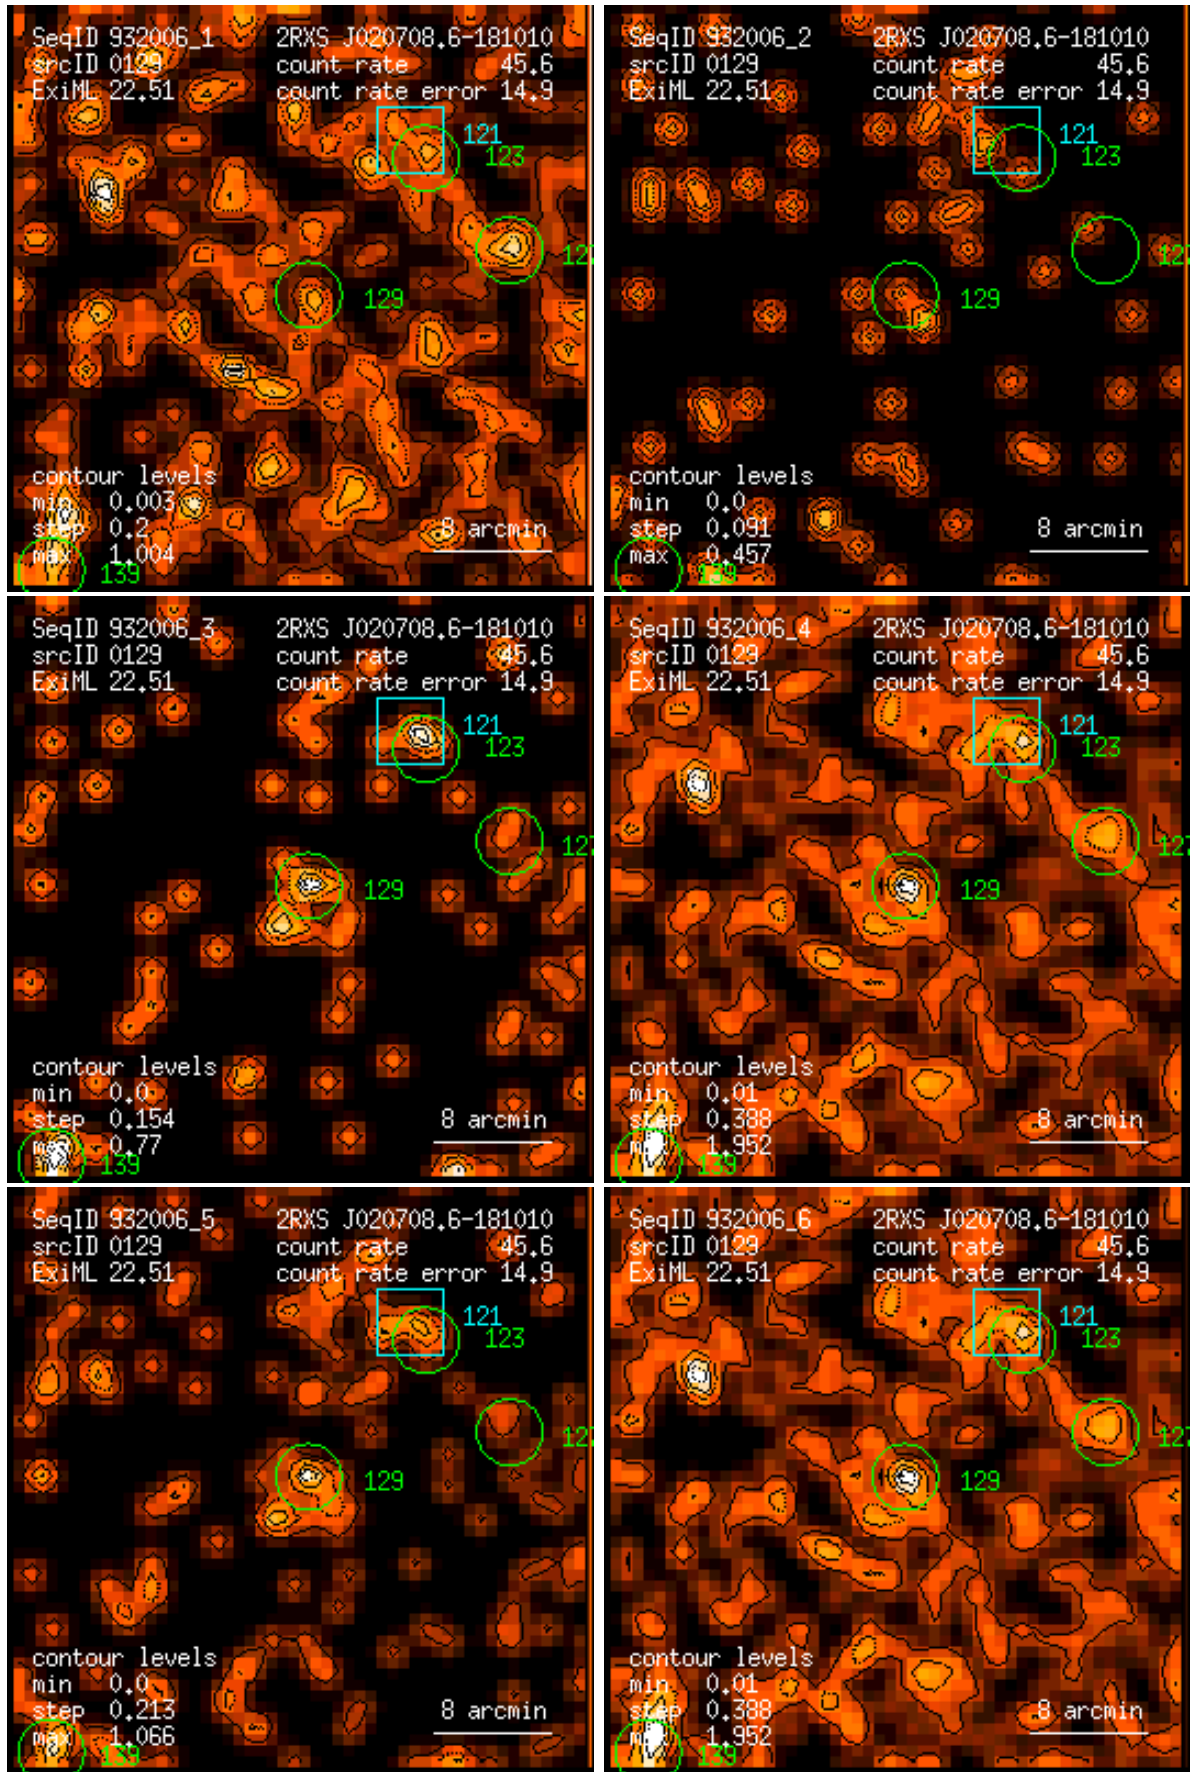 SeqID 932006_1 2RXS J020708.6-181010
srcID 0129 count rate 45.6
ExiML 22.51 count rate error 14.9
121
123
127
129
contour levels
min 0.003
step 0.2
max 1.004
8 arcmin
139
SeqID 932006_2 2RXS J020708.6-181010
srcID 0129 count rate 45.6
ExiML 22.51 count rate error 14.9
121
123
127
129
contour levels
min 0.0
step 0.091
max 0.457
8 arcmin
139
SeqID 932006_3 2RXS J020708.6-181010
srcID 0129 count rate 45.6
ExiML 22.51 count rate error 14.9
121
123
127
129
contour levels
min 0.0
step 0.154
max 0.77
8 arcmin
139
SeqID 932006_4 2RXS J020708.6-181010
srcID 0129 count rate 45.6
ExiML 22.51 count rate error 14.9
121
123
127
129
contour levels
min 0.01
step 0.388
max 1.952
8 arcmin
139
SeqID 932006_5 2RXS J020708.6-181010
srcID 0129 count rate 45.6
ExiML 22.51 count rate error 14.9
121
123
127
129
contour levels
min 0.0
step 0.213
max 1.066
8 arcmin
139
SeqID 932006_6 2RXS J020708.6-181010
srcID 0129 count rate 45.6
ExiML 22.51 count rate error 14.9
121
123
127
129
contour levels
min 0.01
step 0.388
max 1.952
8 arcmin
139